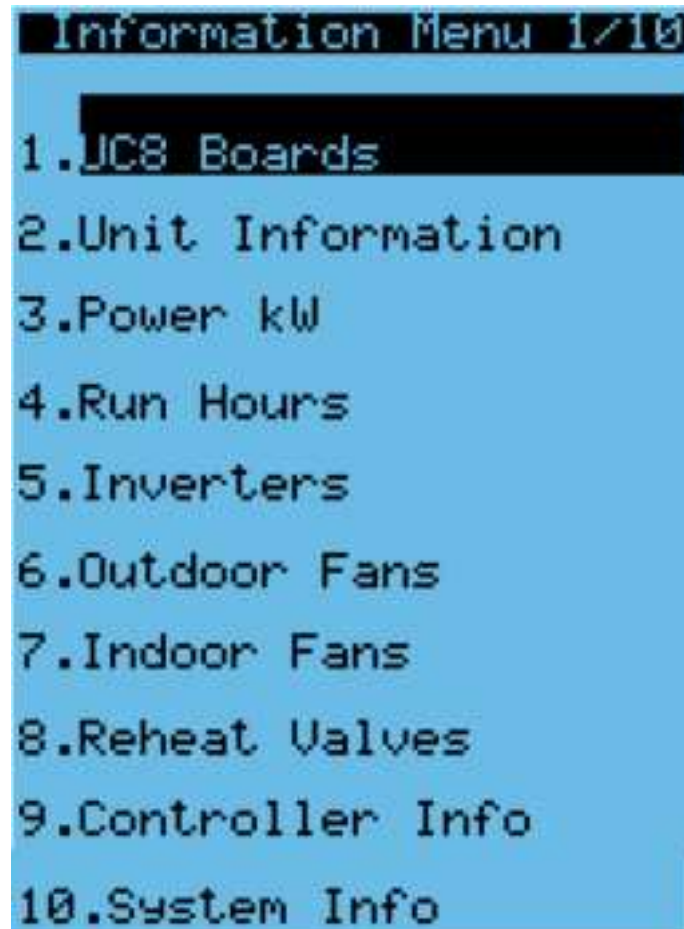 Information Menu 1/10
1.UC8 Boards
2.Unit Information
3.Power kW
4.Run Hours
5.Inverters
6.Outdoor Fans
7.Indoor Fans
8.Reheat Valves
9.Controller Info
10.System Info